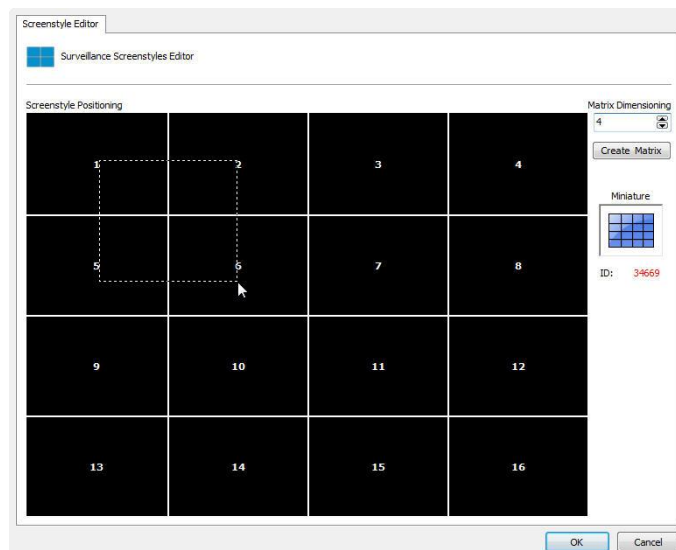 Screenstyle Editor
Surveillance Screenstyles Editor
Screenstyle Positioning
Matrix Dimensioning
4
Create Matrix
1 2 3 4
Miniature
5 6 7 8
ID: 34669
9 10 11 12
13 14 15 16
OK Cancel